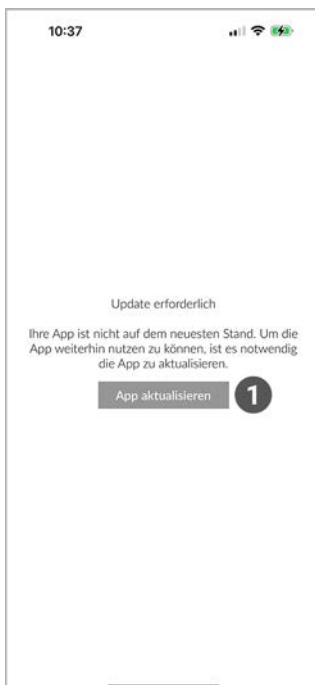 10:37
Update erforderlich
Ihre App ist nicht auf dem neuesten Stand. Um die
App weiterhin nutzen zu können, ist es notwendig
die App zu aktualisieren.
App aktualisieren
1